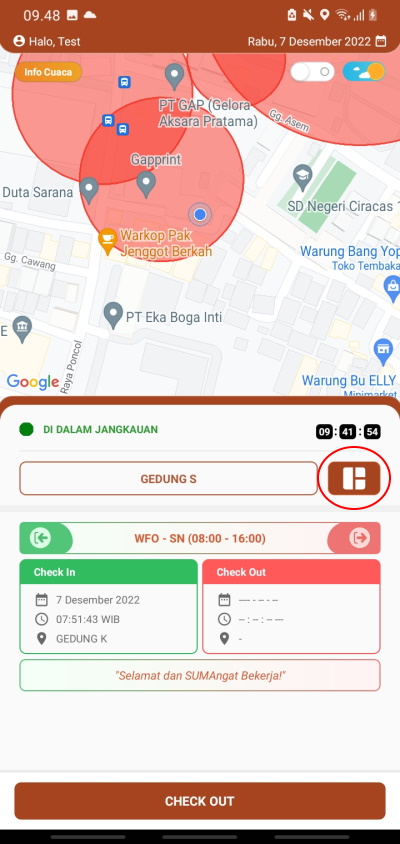 09.48
Halo, Test
Rabu, 7 Desember 2022
Info Cuaca
PT GAP (Gelora
Aksara Pratama)
Gg. Asem
Gapprint
Duta Sarana
SD Negeri Ciracas 1
Warkop Pak
Jenggot Berkah
Gg. Cawang
Warung Bang Yop
Toko Tembaka
PT Eka Boga Inti
E
Raya Poncol
Google
Warung Bu ELLY
Minimarket
DI DALAM JANGKAUAN
09 : 41 : 54
GEDUNG S
WFO - SN (08:00 - 16:00)
Check In
Check Out
7 Desember 2022
--- - -- - --
07:51:43 WIB
-- : -- : -- ---
GEDUNG K
-
"Selamat dan SUMAngat Bekerja!"
CHECK OUT